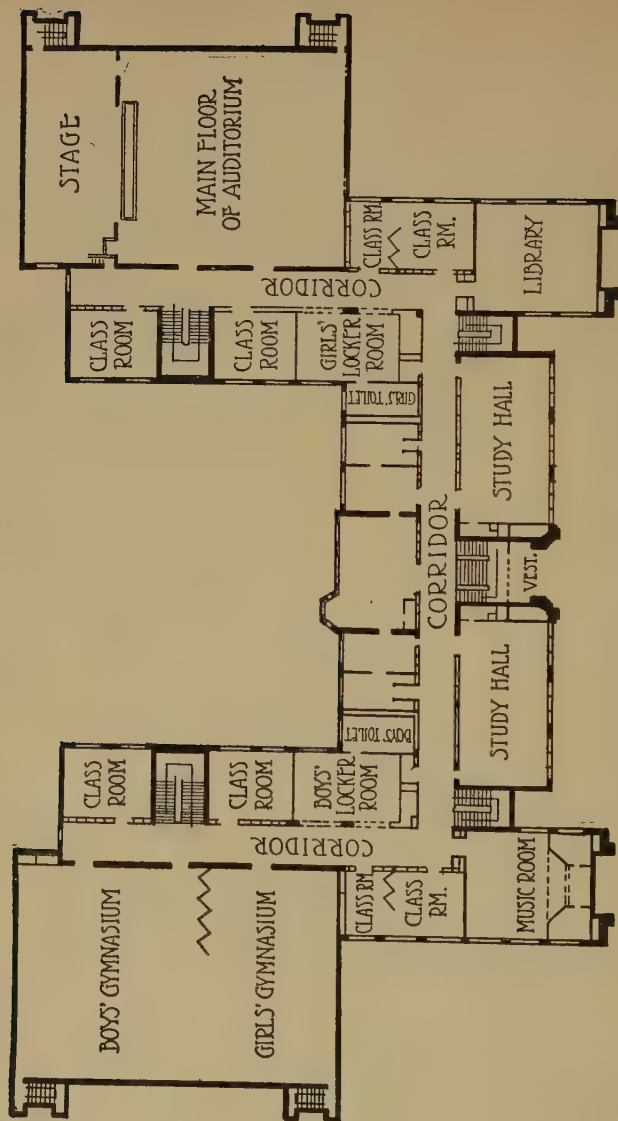 STAGE
MAIN FLOOR
OF AUDITORIUM
CLASS RM.
CLASS
RM.
LIBRARY
CORRIDOR
CLASS
ROOM
CLASS
ROOM
GIRLS'
LOCKER
ROOM
GIRLS' TOILET
STUDY HALL
CORRIDOR
VEST.
STUDY HALL
BOYS' TOILET
CLASS
ROOM
CLASS
ROOM
BOYS'
LOCKER
ROOM
CORRIDOR
CLASS RM
CLASS
RM.
MUSIC ROOM
BOYS' GYMNASIUM
GIRLS' GYMNASIUM